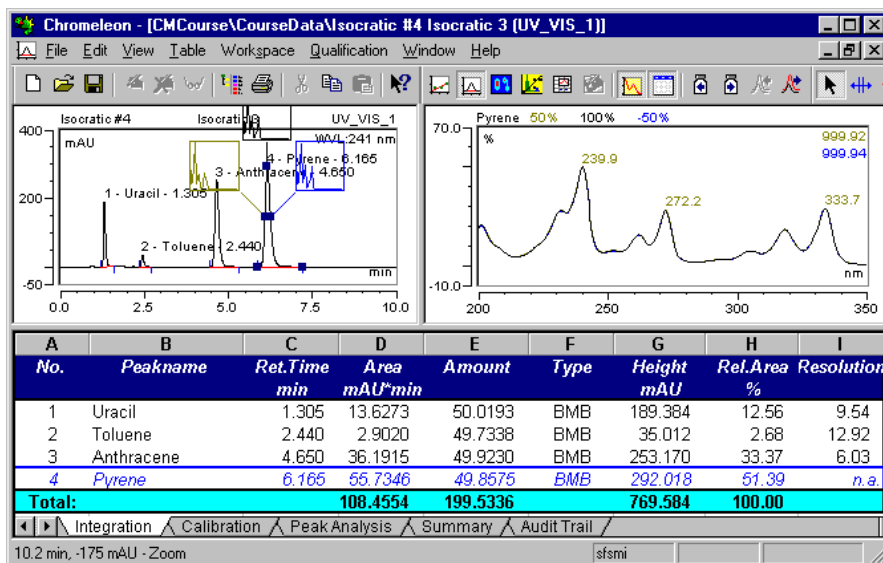 Chromeleon - [CMCourse\CourseData\Isocratic #4 Isocratic 3 (UV_VIS_1)]
File Edit View Table Workspace Qualification Window Help
Isocratic #4 Isocratic 3 UV_VIS_1
400
mAU
WVL:241 nm
4 - Pyrene - 6.165
3 - Anthracene - 4.650
200
1 - Uracil - 1.305
2 - Toluene - 2.440
min
-50
0.0 2.5 5.0 7.5 10.0
Pyrene 50% 100% -50%
70.0
%
999.92
999.94
239.9
272.2
333.7
nm
-10.0
200 250 300 350
A B C D E F G H I
No. Peakname Ret.Time Area Amount Type Height Rel.Area Resolution
min mAU*min mAU %
1 Uracil 1.305 13.6273 50.0193 BMB 189.384 12.56 9.54
2 Toluene 2.440 2.9020 49.7338 BMB 35.012 2.68 12.92
3 Anthracene 4.650 36.1915 49.9230 BMB 253.170 33.37 6.03
4 Pyrene 6.165 55.7346 49.8575 BMB 292.018 51.39 n.a.
Total: 108.4554 199.5336 769.584 100.00
Integration Calibration Peak Analysis Summary Audit Trail
10.2 min, -175 mAU - Zoom sfsmi